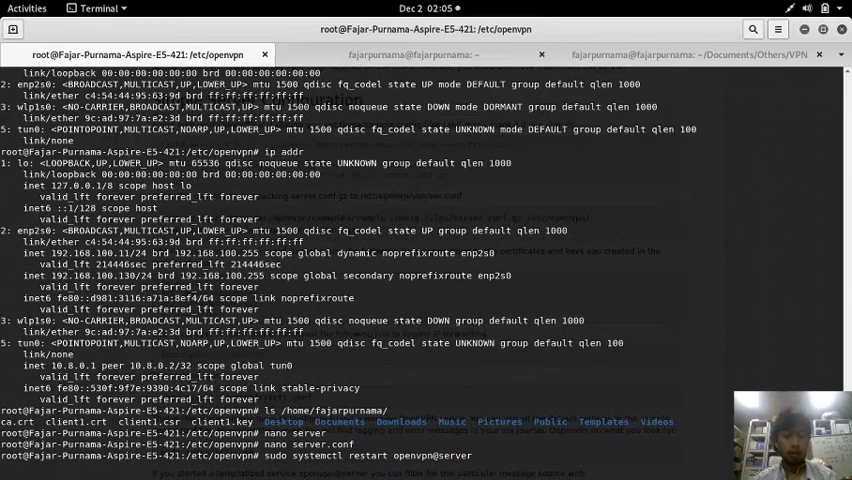 Activities Terminal Dec 2 02:05
root@Fajar-Purnama-Aspire-E5-421: /etc/openvpn
root@Fajar-Purnama-Aspire-E5-421: /etc/openvpn × fajarpurnama@fajarpurnama: ~ × fajarpurnama@fajarpurnama: ~/Documents/Others/VPN ×
link/loopback 00:00:00:00:00:00 brd 00:00:00:00:00:00
2: enp2s0: <BROADCAST,MULTICAST,UP,LOWER_UP> mtu 1500 qdisc fq_codel state UP mode DEFAULT group default qlen 1000
link/ether c4:54:44:95:63:9d brd ff:ff:ff:ff:ff:ff
3: wlp1s0: <NO-CARRIER,BROADCAST,MULTICAST,UP> mtu 1500 qdisc noqueue state DOWN mode DORMANT group default qlen 1000
link/ether 9c:ad:97:7a:e2:3d brd ff:ff:ff:ff:ff:ff
5: tun0: <POINTOPOINT,MULTICAST,NOARP,UP,LOWER_UP> mtu 1500 qdisc fq_codel state UNKNOWN mode DEFAULT group default qlen 100
link/none
root@Fajar-Purnama-Aspire-E5-421:/etc/openvpn# ip addr
1: lo: <LOOPBACK,UP,LOWER_UP> mtu 65536 qdisc noqueue state UNKNOWN group default qlen 1000
link/loopback 00:00:00:00:00:00 brd 00:00:00:00:00:00
inet 127.0.0.1/8 scope host lo
valid_lft forever preferred_lft forever
inet6 ::1/128 scope host
valid_lft forever preferred_lft forever
2: enp2s0: <BROADCAST,MULTICAST,UP,LOWER_UP> mtu 1500 qdisc fq_codel state UP group default qlen 1000
link/ether c4:54:44:95:63:9d brd ff:ff:ff:ff:ff:ff
inet 192.168.100.11/24 brd 192.168.100.255 scope global dynamic noprefixroute enp2s0
valid_lft 214446sec preferred_lft 214446sec
inet 192.168.100.130/24 brd 192.168.100.255 scope global secondary noprefixroute enp2s0
valid_lft forever preferred_lft forever
inet6 fe80::d981:3116:a71a:8ef4/64 scope link noprefixroute
valid_lft forever preferred_lft forever
3: wlp1s0: <NO-CARRIER,BROADCAST,MULTICAST,UP> mtu 1500 qdisc noqueue state DOWN group default qlen 1000
link/ether 9c:ad:97:7a:e2:3d brd ff:ff:ff:ff:ff:ff
5: tun0: <POINTOPOINT,MULTICAST,NOARP,UP,LOWER_UP> mtu 1500 qdisc fq_codel state UNKNOWN group default qlen 100
link/none
inet 10.8.0.1 peer 10.8.0.2/32 scope global tun0
valid_lft forever preferred_lft forever
inet6 fe80::530f:9f7e:9390:4c17/64 scope link stable-privacy
valid_lft forever preferred_lft forever
root@Fajar-Purnama-Aspire-E5-421:/etc/openvpn# ls /home/fajarpurnama/
ca.crt client1.crt client1.csr client1.key Desktop Documents Downloads Music Pictures Public Templates Videos
root@Fajar-Purnama-Aspire-E5-421:/etc/openvpn# nano server
root@Fajar-Purnama-Aspire-E5-421:/etc/openvpn# nano server.conf
root@Fajar-Purnama-Aspire-E5-421:/etc/openvpn# sudo systemctl restart openvpn@server
If you started a templatized service openvpn@server you can filter for this particular message source with